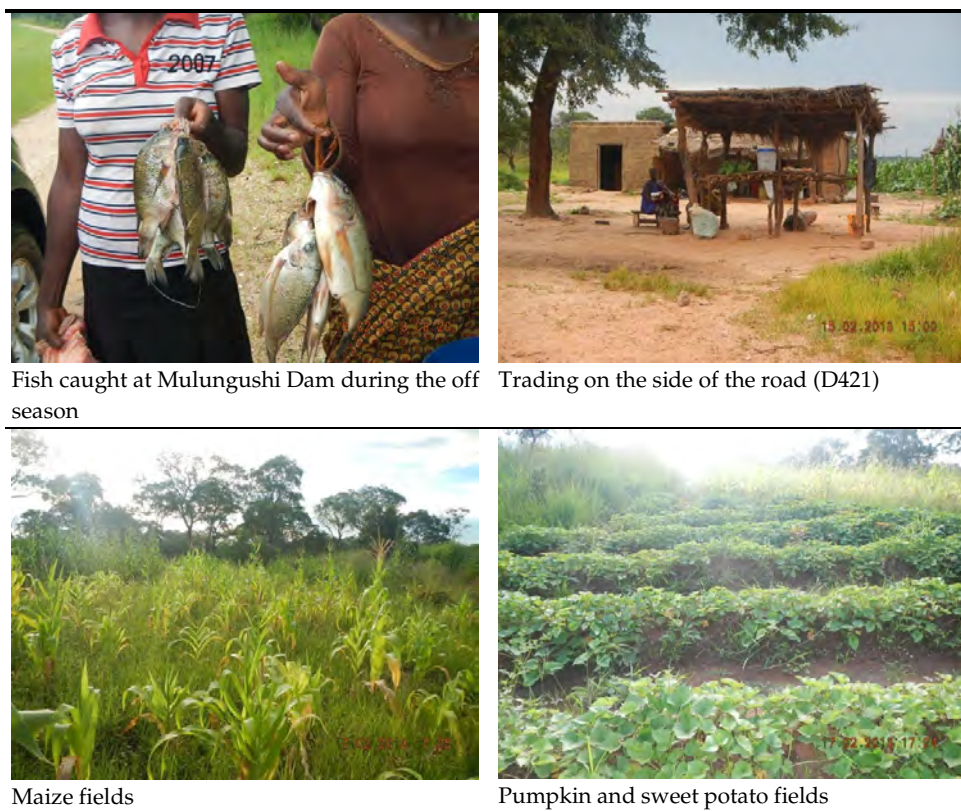 2007
Fish caught at Mulungushi Dam during the off
season
15.02.2013 15:00
Trading on the side of the road (D421)
Maize fields
Pumpkin and sweet potato fields